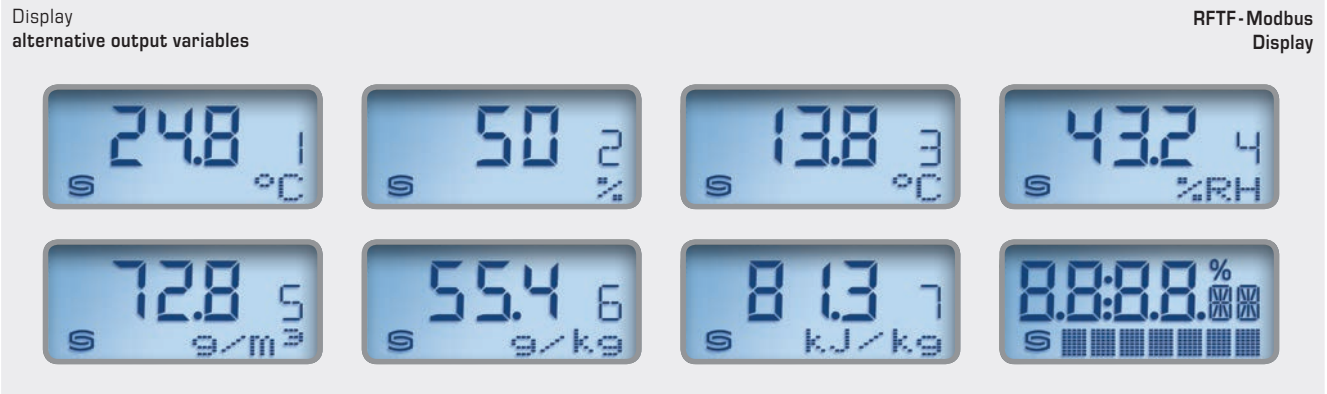 Display
alternative output variables
RFTF-Modbus
Display
24.8 1
°C
50 2
%
13.8 3
°C
43.2 4
%RH
72.8 5
g/m³
55.4 6
g/kg
81.3 7
kJ/kg
8.8:8.8.%